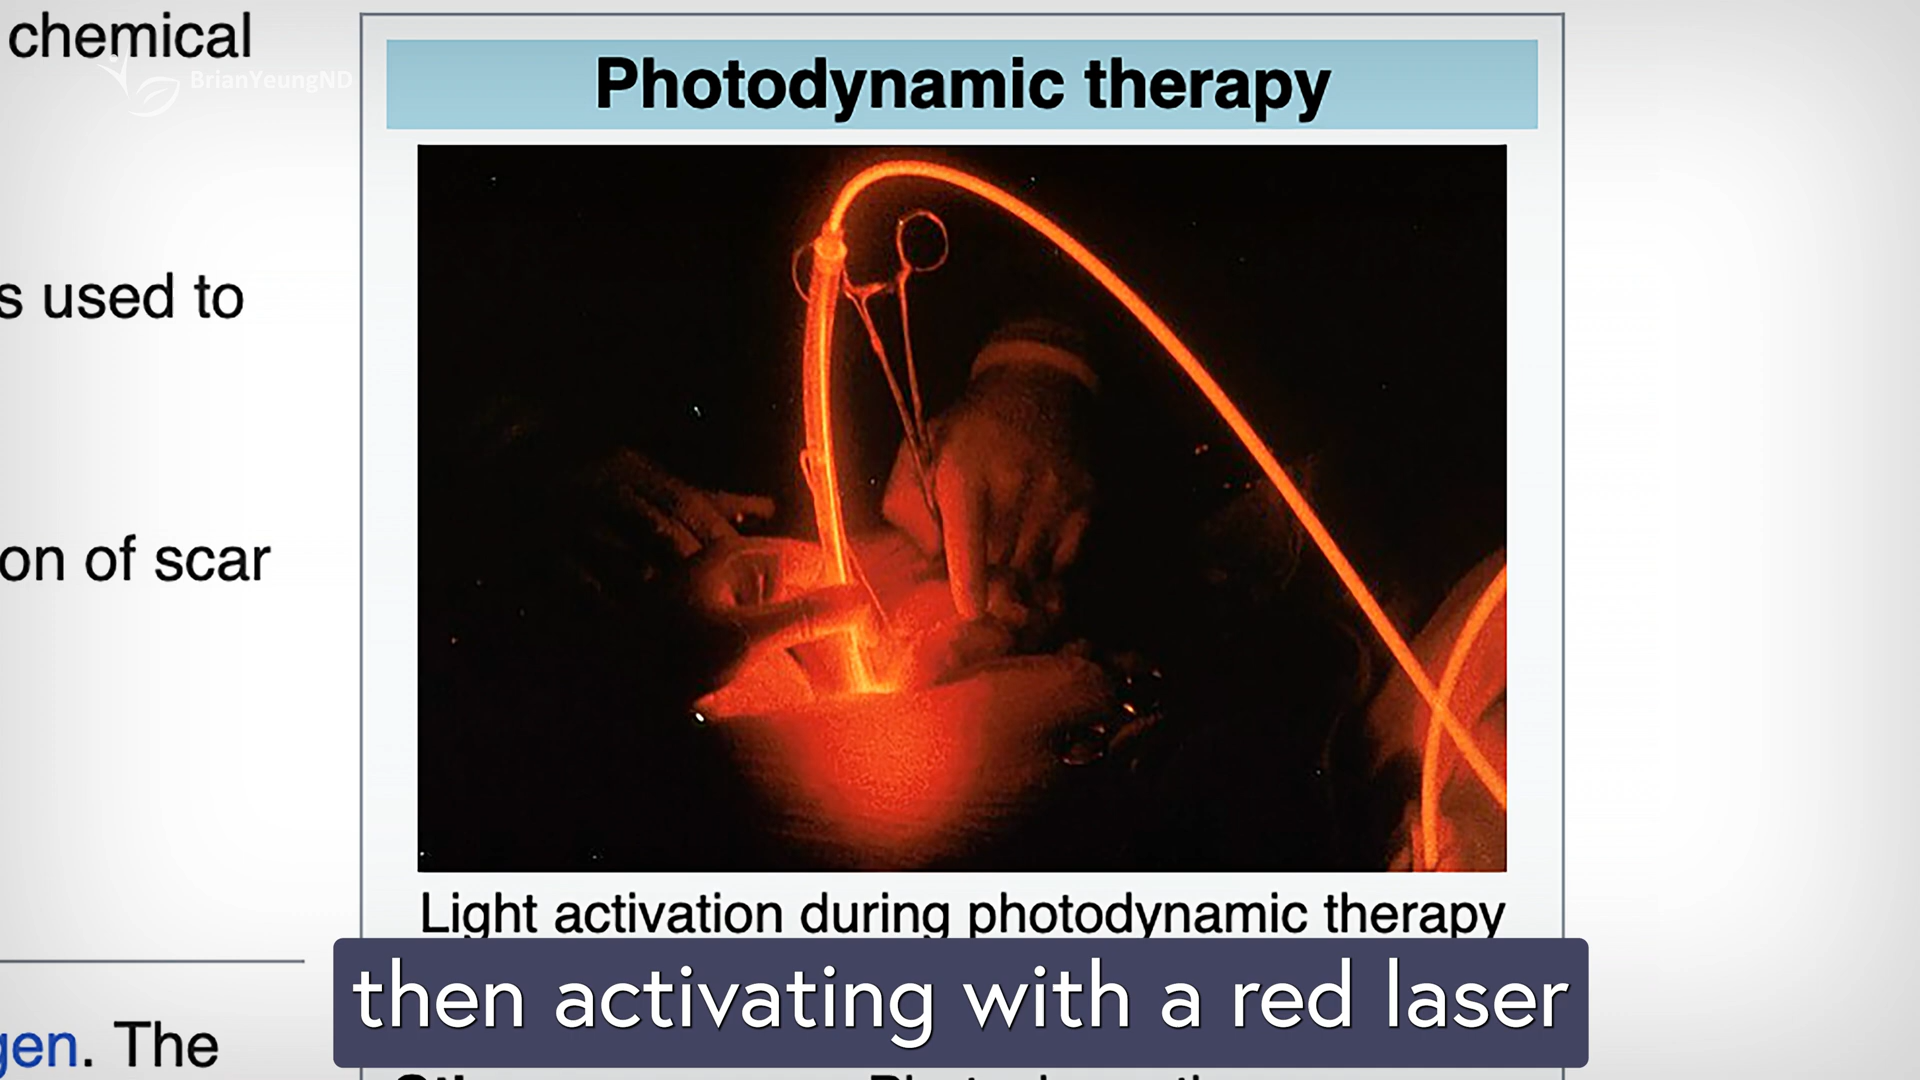 chemical
BrianYeungND
Photodynamic therapy
s used to
on of scar
Light activation during photodynamic therapy
then activating with a red laser
gen. The